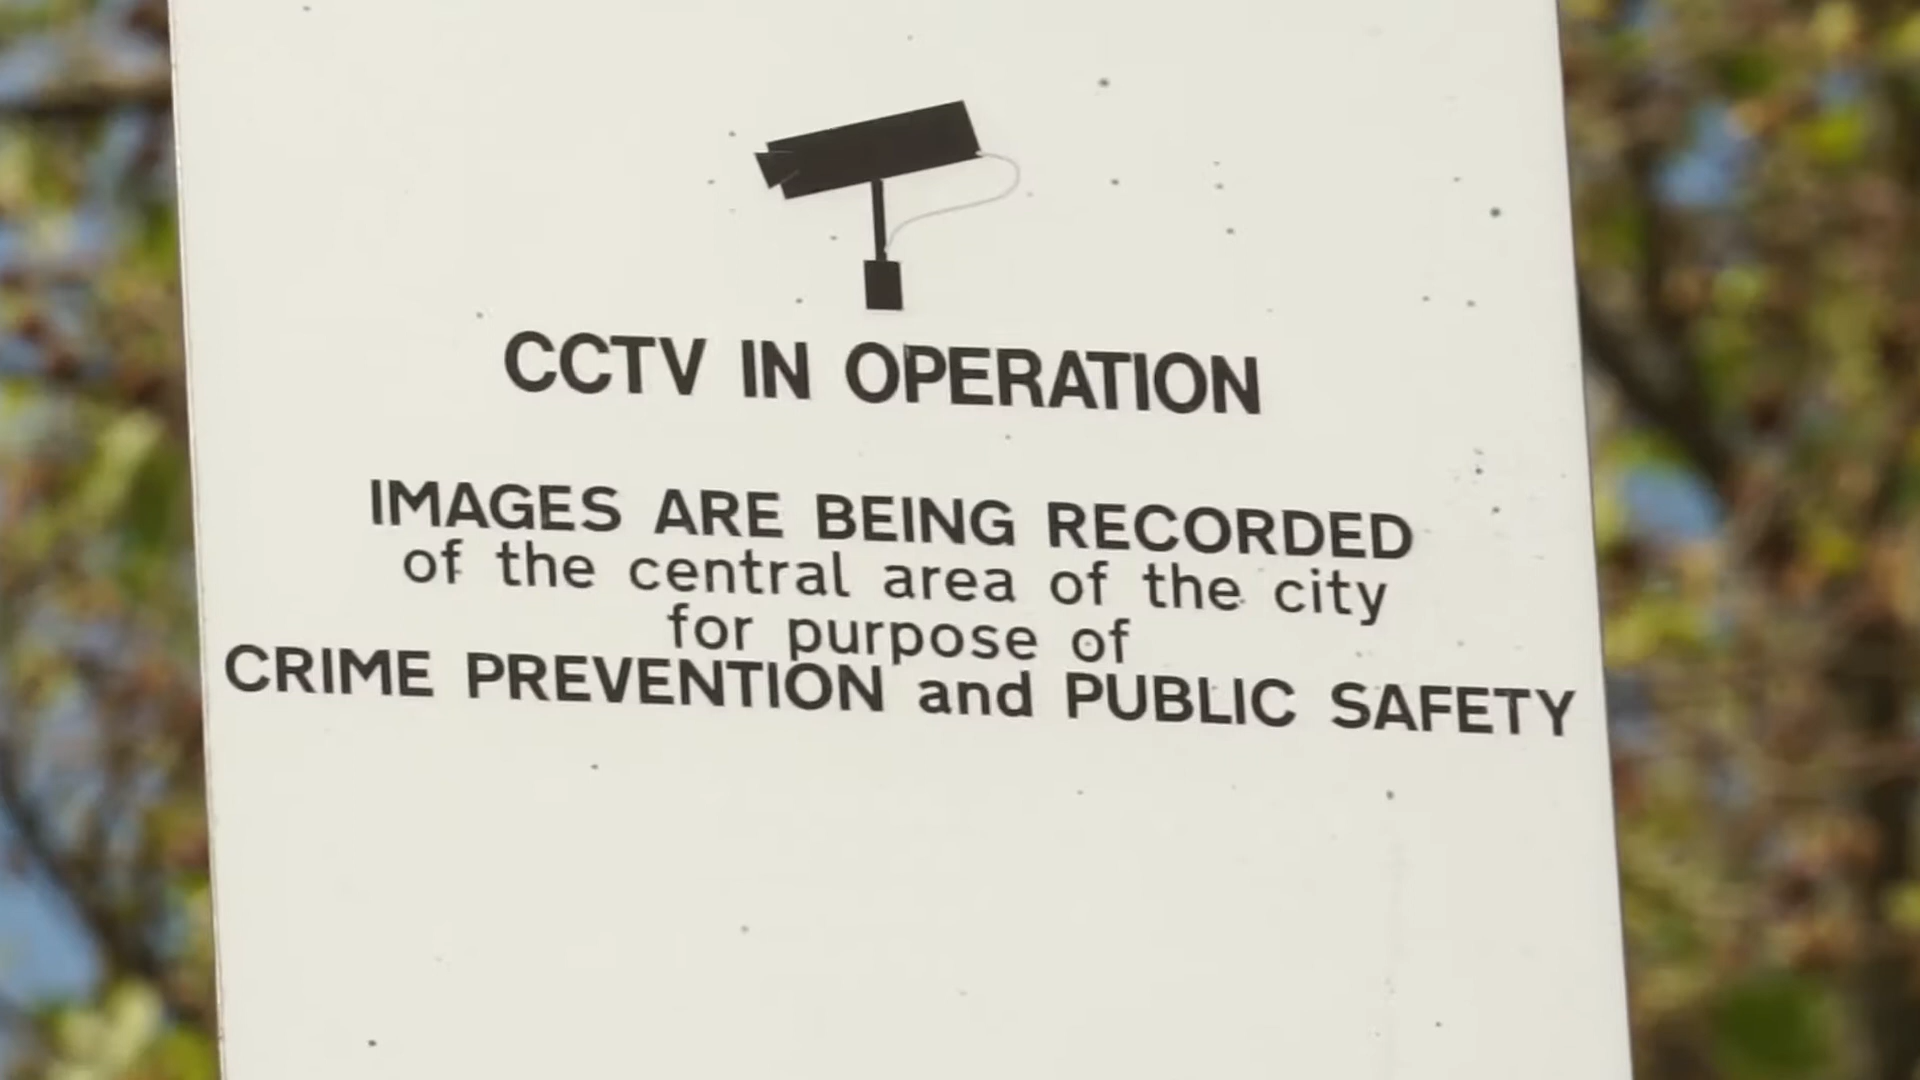 CCTV IN OPERATION
IMAGES ARE BEING RECORDED
of the central area of the city
for purpose of
CRIME PREVENTION and PUBLIC SAFETY